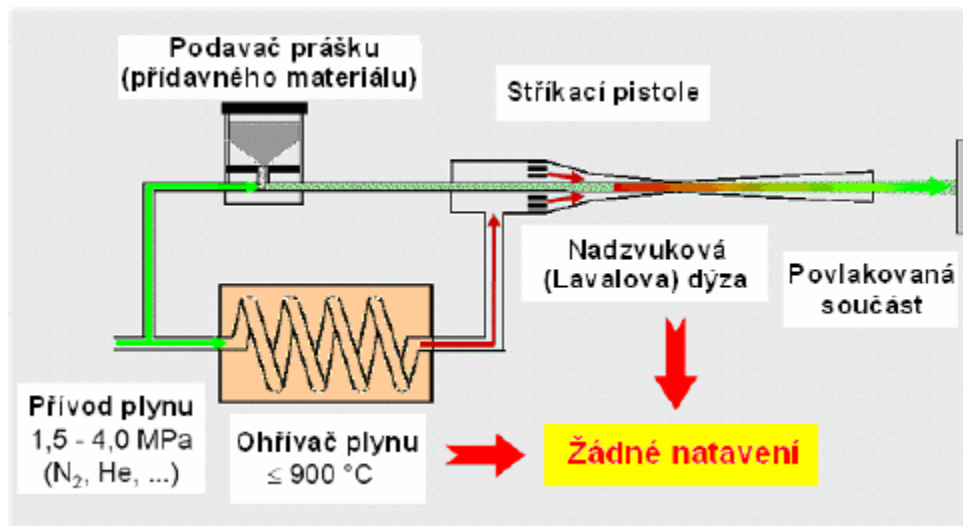 Podavač prášku
(přídavného materiálu)
Stříkací pistole
Nadzvuková
(Lavalova) dýza
Povlakovaná
součást
Přívod plynu
1,5 - 4,0 MPa
(N₂, He, ...)
Ohřívač plynu
≤ 900 °C
Žádné natavení